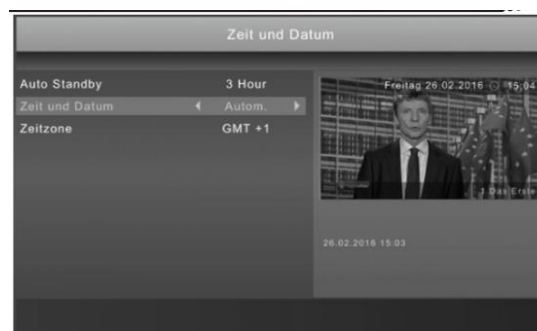 Zeit und Datum
Auto Standby 3 Hour
Zeit und Datum Autom.
Zeitzone GMT +1
Freitag 26.02.2016 15:04
1 Das Erste
26.02.2016 15:03